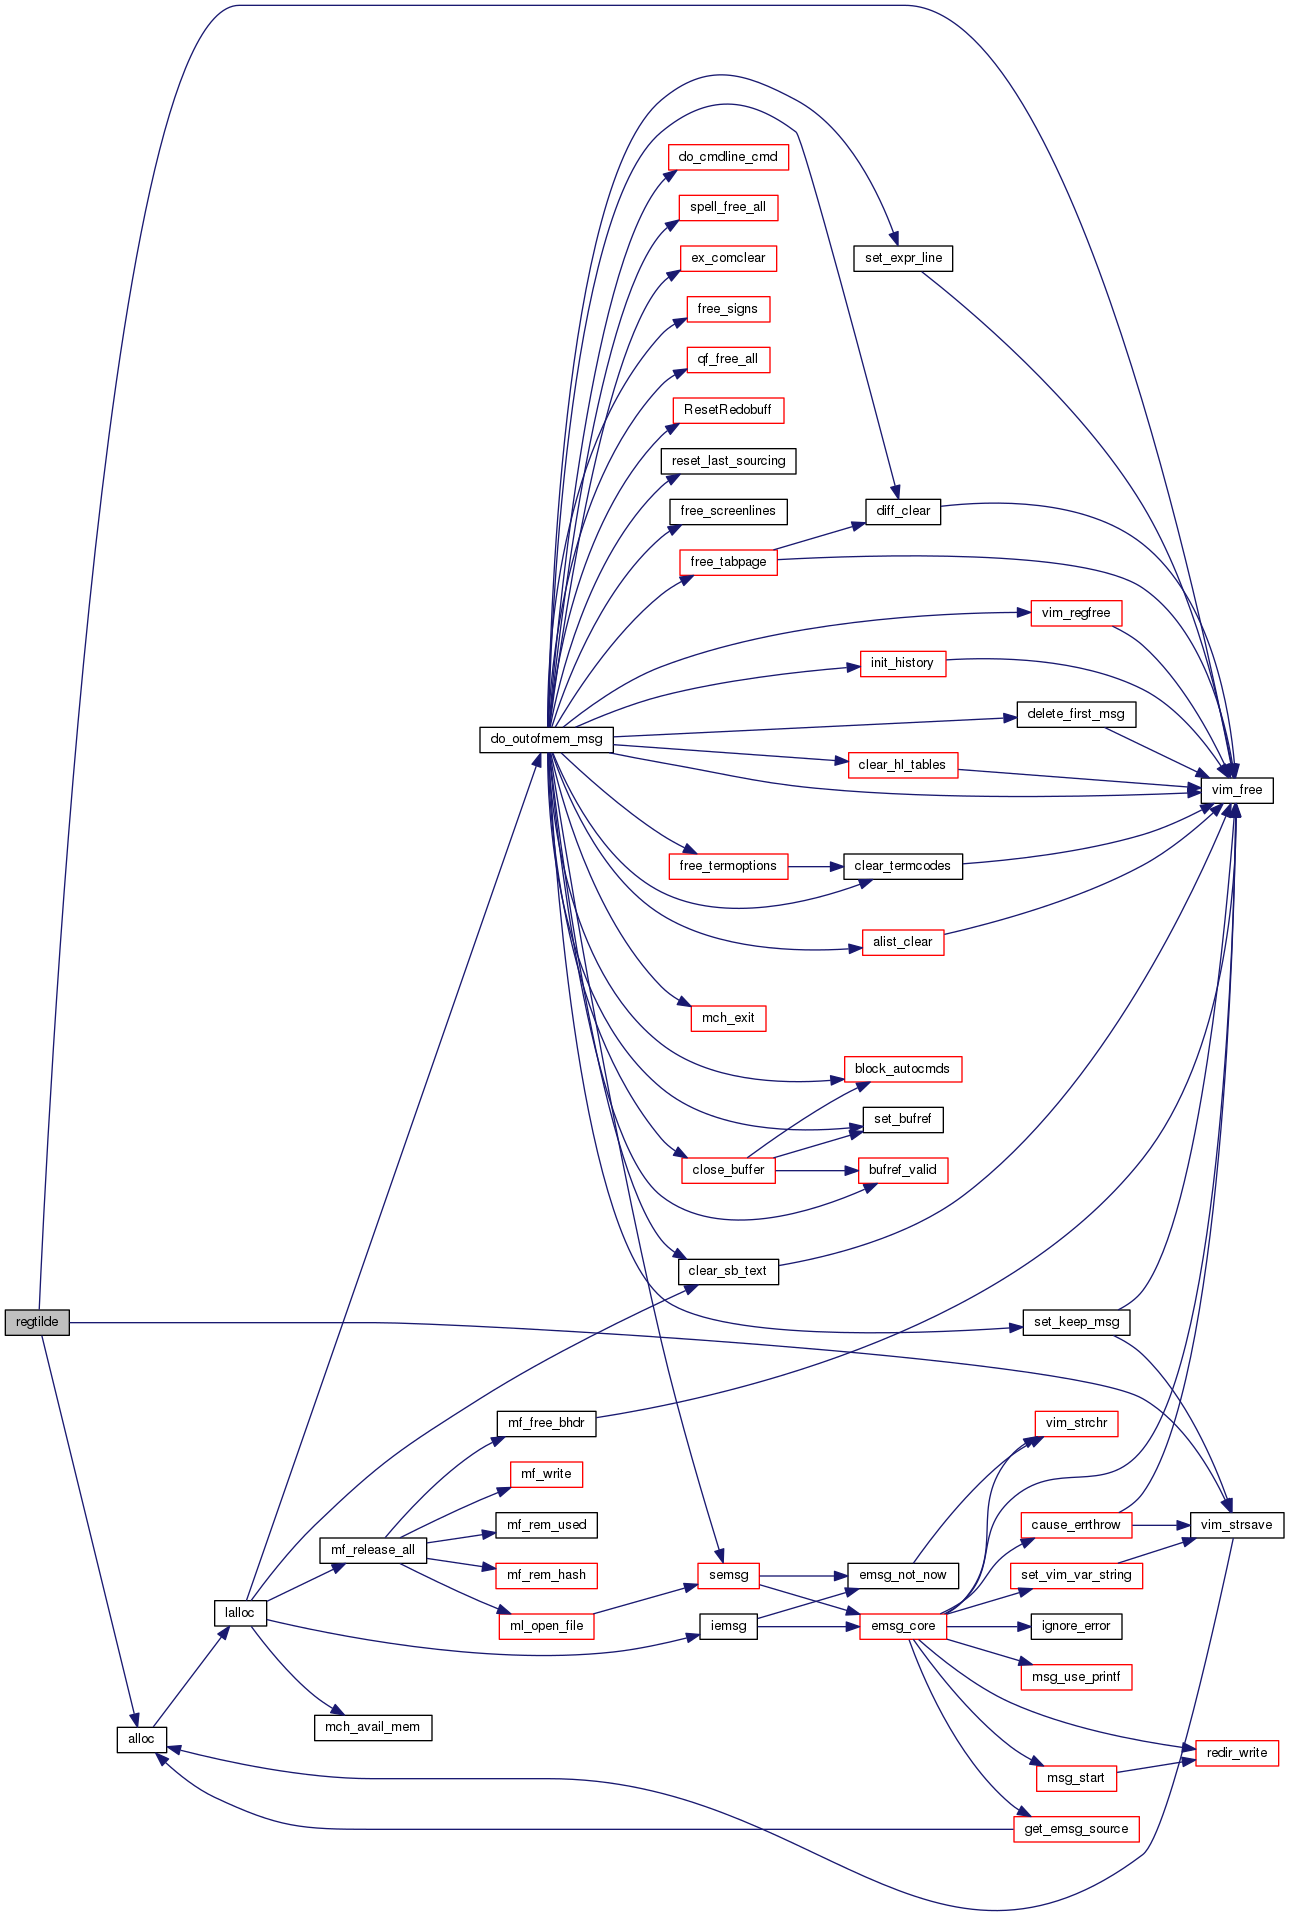 do_cmdline_cmd
spell_free_all
ex_comclear
set_expr_line
free_signs
qf_free_all
ResetRedobuff
reset_last_sourcing
free_screenlines
diff_clear
free_tabpage
vim_regfree
init_history
delete_first_msg
do_outofmem_msg
clear_hl_tables
vim_free
free_termoptions
clear_termcodes
alist_clear
mch_exit
block_autocmds
set_bufref
close_buffer
bufref_valid
clear_sb_text
regtilde
set_keep_msg
mf_free_bhdr
vim_strchr
mf_write
mf_rem_used
cause_errthrow
vim_strsave
mf_release_all
mf_rem_hash
semsg
emsg_not_now
set_vim_var_string
lalloc
ml_open_file
iemsg
emsg_core
ignore_error
msg_use_printf
mch_avail_mem
alloc
redir_write
msg_start
get_emsg_source